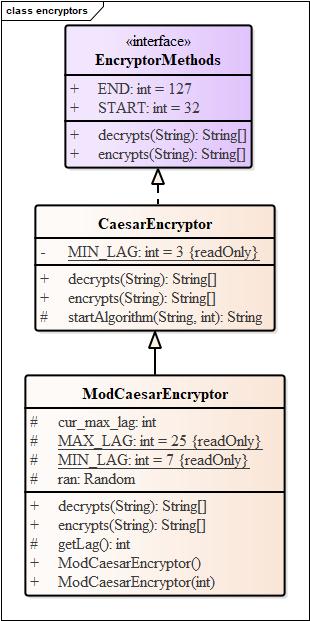 class encryptors
«interface»
EncryptorMethods
+ END: int = 127
+ START: int = 32
+ decrypts(String): String[]
+ encrypts(String): String[]
CaesarEncryptor
- MIN_LAG: int = 3 {readOnly}
+ decrypts(String): String[]
+ encrypts(String): String[]
# startAlgorithm(String, int): String
ModCaesarEncryptor
# cur_max_lag: int
# MAX_LAG: int = 25 {readOnly}
# MIN_LAG: int = 7 {readOnly}
# ran: Random
+ decrypts(String): String[]
+ encrypts(String): String[]
# getLag(): int
+ ModCaesarEncryptor()
+ ModCaesarEncryptor(int)